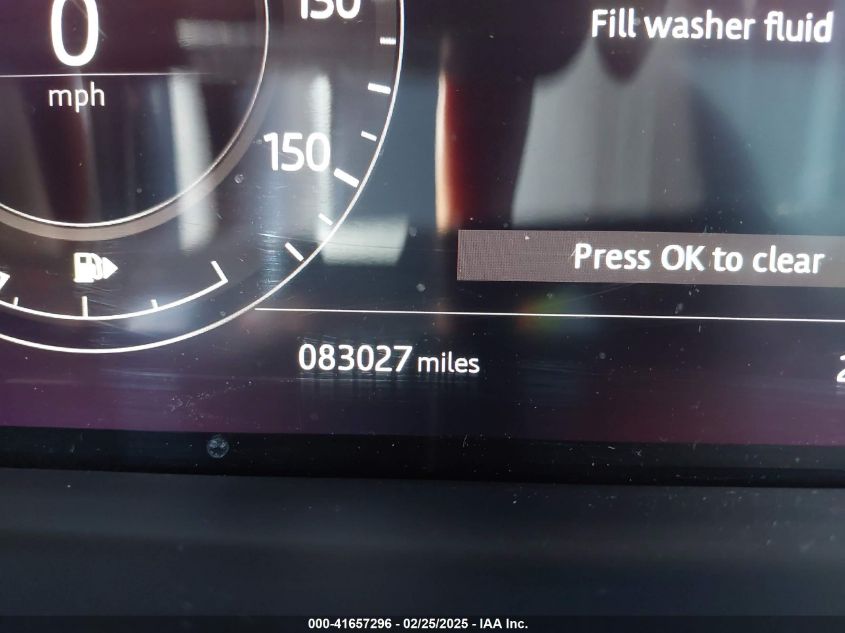 0
mph
150
Fill washer fluid
Press OK to clear
083027 miles
000-41657296 - 02/25/2025 - IAA Inc.